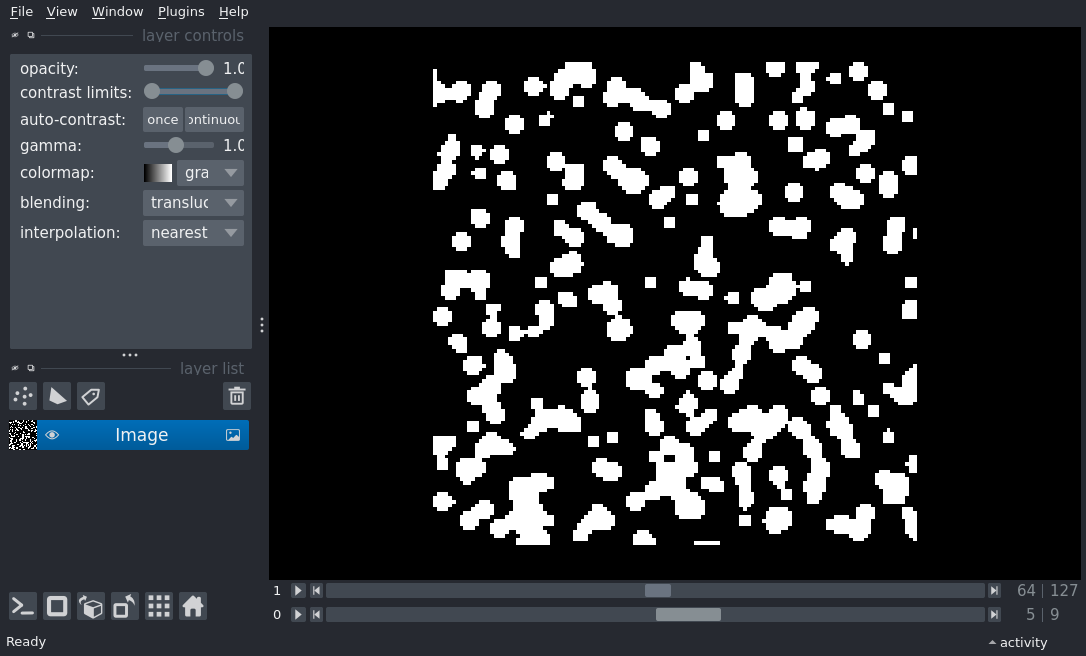 File View Window Plugins Help
layer controls
opacity: 1.0
contrast limits:
auto-contrast: once ontinuou
gamma: 1.0
colormap: gra
blending: transluc
interpolation: nearest
layer list
Image
1 64 | 127
0 5 | 9
Ready activity